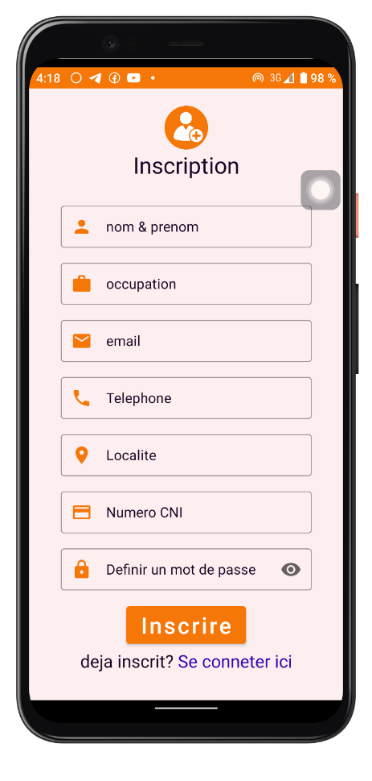 4:18 3G 98 %
Inscription
nom & prenom
occupation
email
Telephone
Localite
Numero CNI
Definir un mot de passe
Inscrire
deja inscrit? Se conneter ici